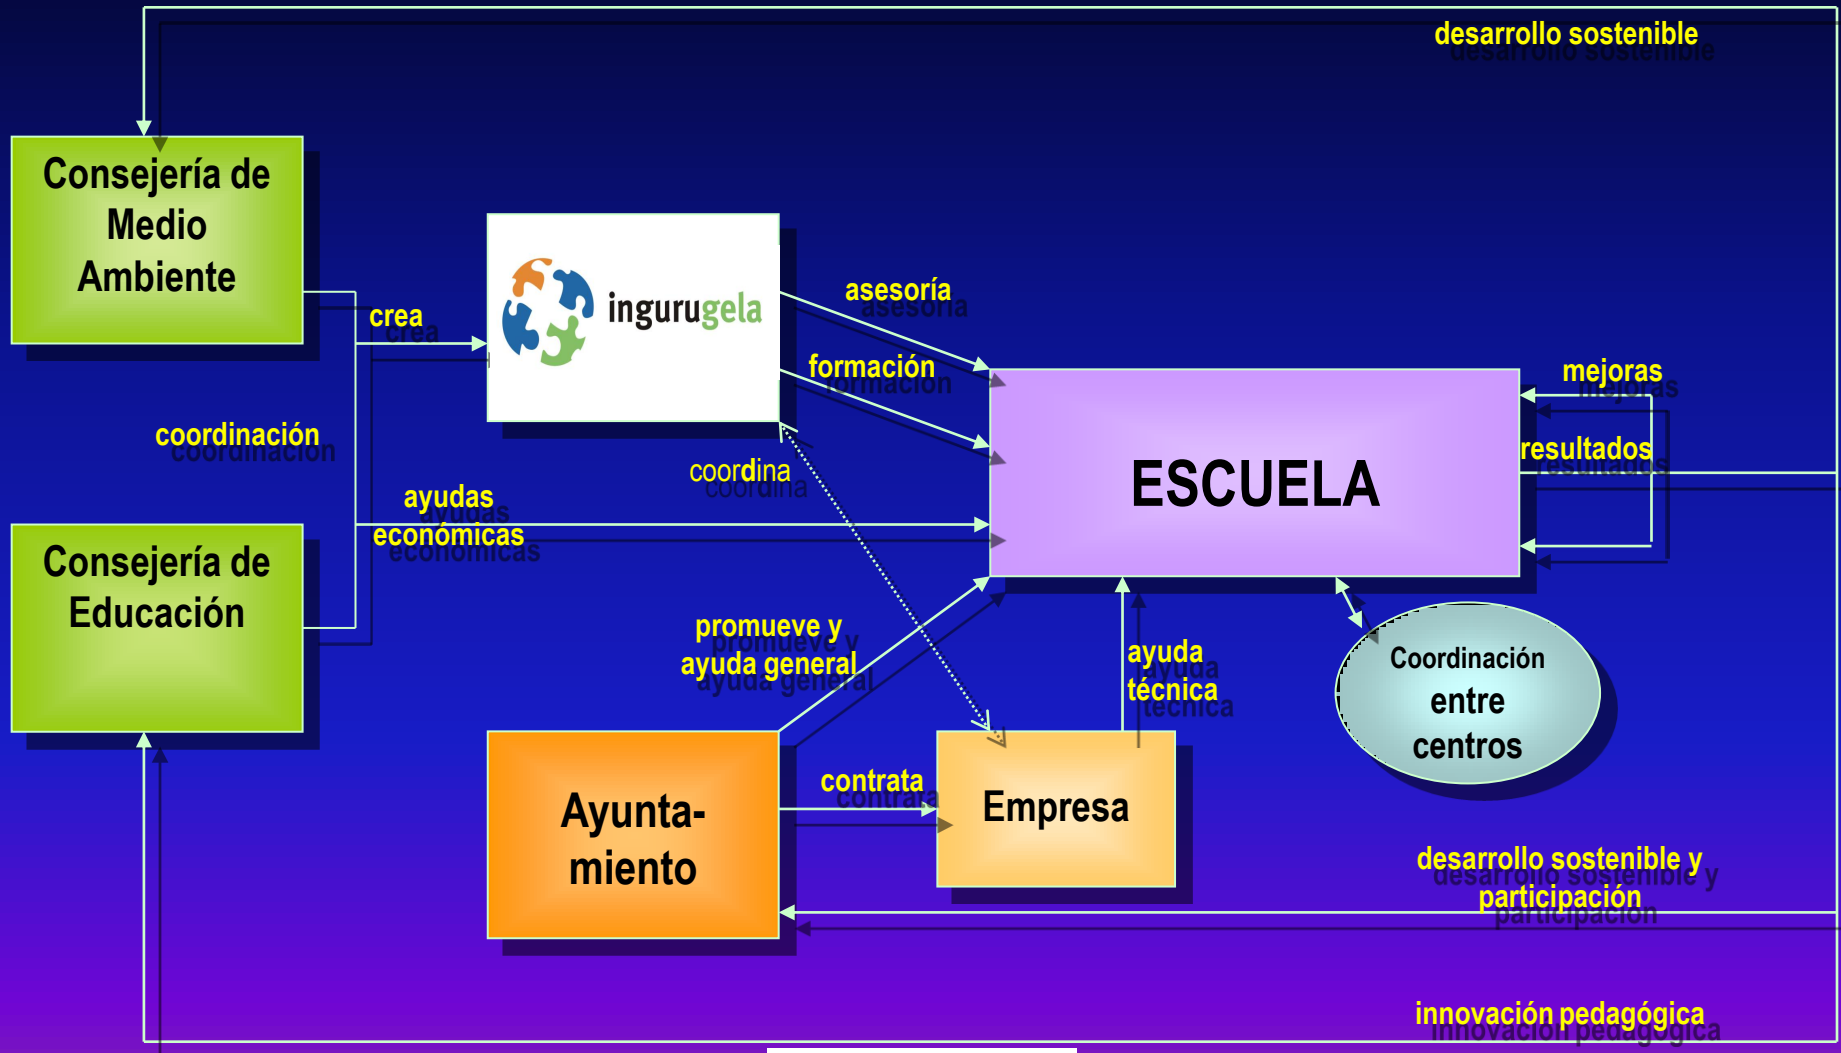 desarrollo sostenible
Consejería de
Medio
Ambiente
crea
ingurugela
asesoría
formación
mejoras
coordinación
coordina
resultados
ESCUELA
ayudas
económicas
Consejería de
Educación
promueve y
ayuda general
ayuda
técnica
Coordinación
entre
centros
contrata
Ayunta-
miento
Empresa
desarrollo sostenible y
participación
innovación pedagógica